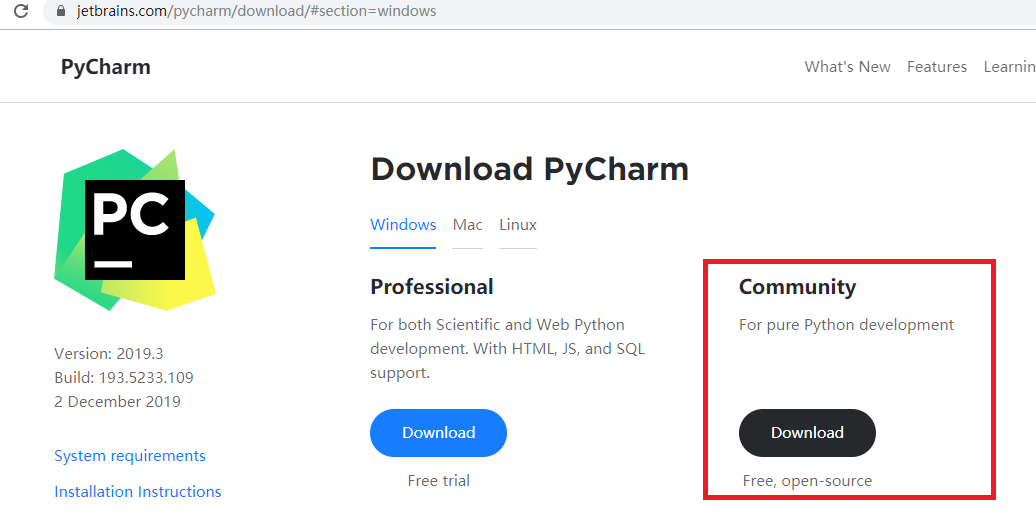 jetbrains.com/pycharm/download/#section=windows
PyCharm
What's New Features Learnin
PC
Download PyCharm
Windows Mac Linux
Professional
For both Scientific and Web Python
development. With HTML, JS, and SQL
support.
Download
Free trial
Community
For pure Python development
Download
Free, open-source
Version: 2019.3
Build: 193.5233.109
2 December 2019
System requirements
Installation Instructions